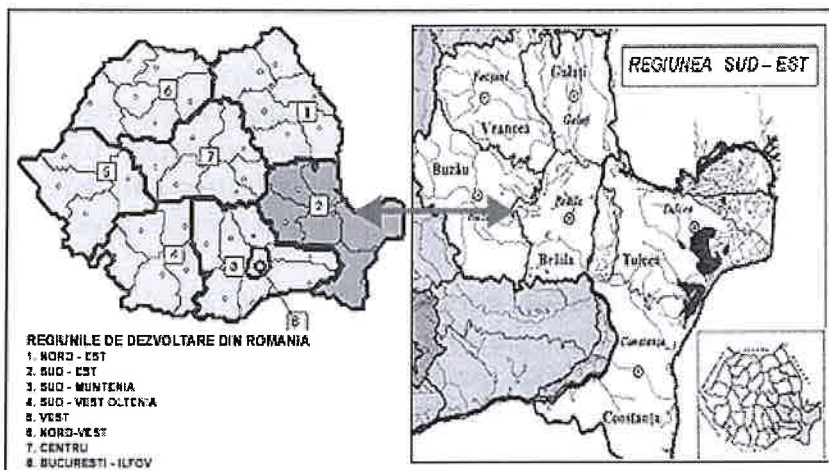 6
1
7
5
2
4
3
8
REGIUNILE DE DEZVOLTARE DIN ROMANIA
1. NORD - EST
2. SUD - EST
3. SUD - MUNTENIA
4. SUD - VEST OLTENIA
5. VEST
6. NORD-VEST
7. CENTRU
8. BUCURESTI - ILFOV
REGIUNEA SUD - EST
Galați
Focșani
Galați
Vrancea
Buzău
Brăila
Tulcea
Brăila
Tulcea
Constanța
Constanța